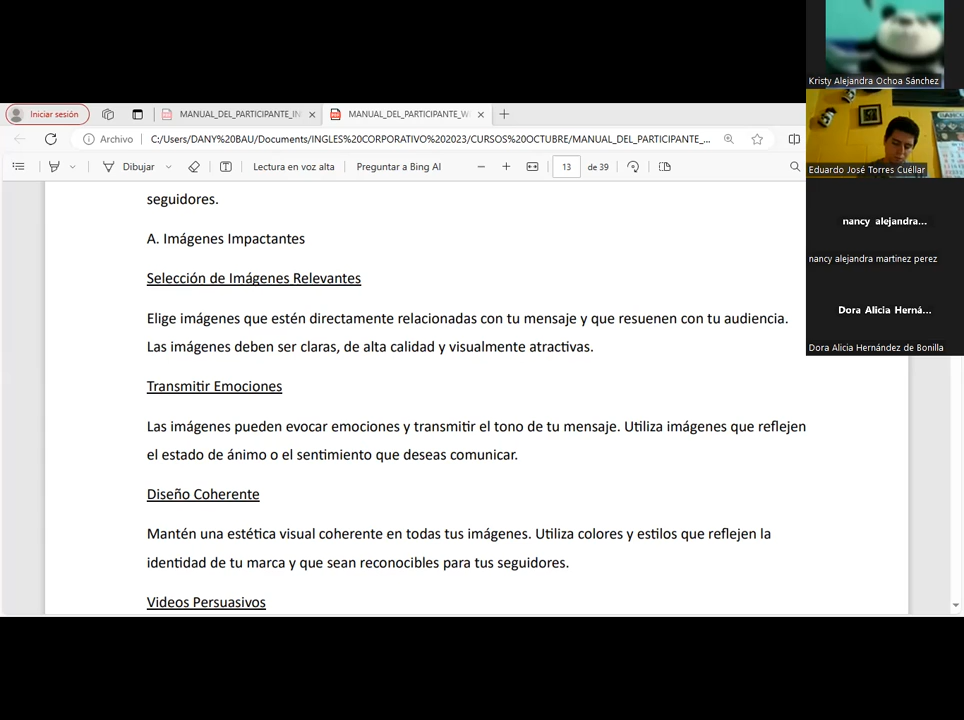 Kristy Alejandra Ochoa Sánchez
Iniciar sesión
MANUAL_DEL_PARTICIPANTE_IN
MANUAL_DEL_PARTICIPANTE_W
Archivo
C:/Users/DANY%20BAU/Documents/INGLES%20CORPORATIVO%202023/CURSOS%20OCTUBRE/MANUAL_DEL_PARTICIPANTE_...
Dibujar
Lectura en voz alta
Preguntar a Bing AI
13
de 39
Eduardo José Torres Cuéllar
seguidores.
nancy alejandra...
A. Imágenes Impactantes
nancy alejandra martinez perez
Selección de Imágenes Relevantes
Dora Alicia Herná...
Elige imágenes que estén directamente relacionadas con tu mensaje y que resuenen con tu audiencia.
Las imágenes deben ser claras, de alta calidad y visualmente atractivas.
Dora Alicia Hernández de Bonilla
Transmitir Emociones
Las imágenes pueden evocar emociones y transmitir el tono de tu mensaje. Utiliza imágenes que reflejen
el estado de ánimo o el sentimiento que deseas comunicar.
Diseño Coherente
Mantén una estética visual coherente en todas tus imágenes. Utiliza colores y estilos que reflejen la
identidad de tu marca y que sean reconocibles para tus seguidores.
Videos Persuasivos